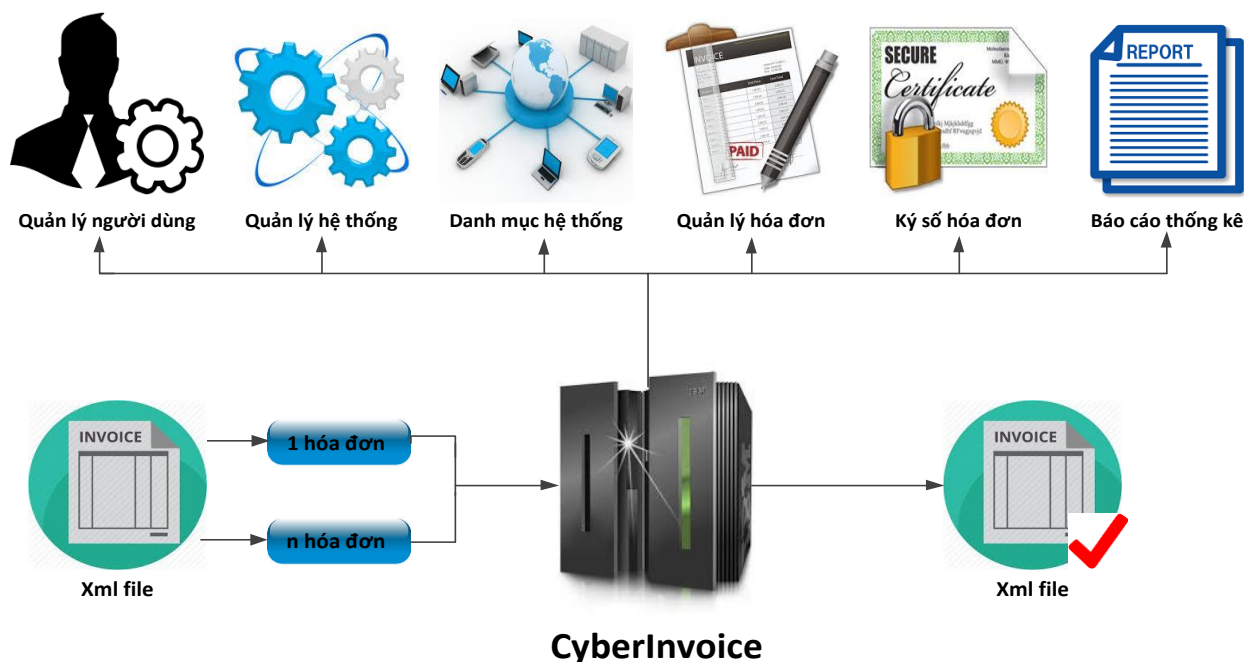 INVOICE
PAID
SECURE
Certificate
REPORT
Quản lý người dùng
Quản lý hệ thống
Danh mục hệ thống
Quản lý hóa đơn
Ký số hóa đơn
Báo cáo thống kê
INVOICE
1 hóa đơn
n hóa đơn
Xml file
INVOICE
Xml file
CyberInvoice